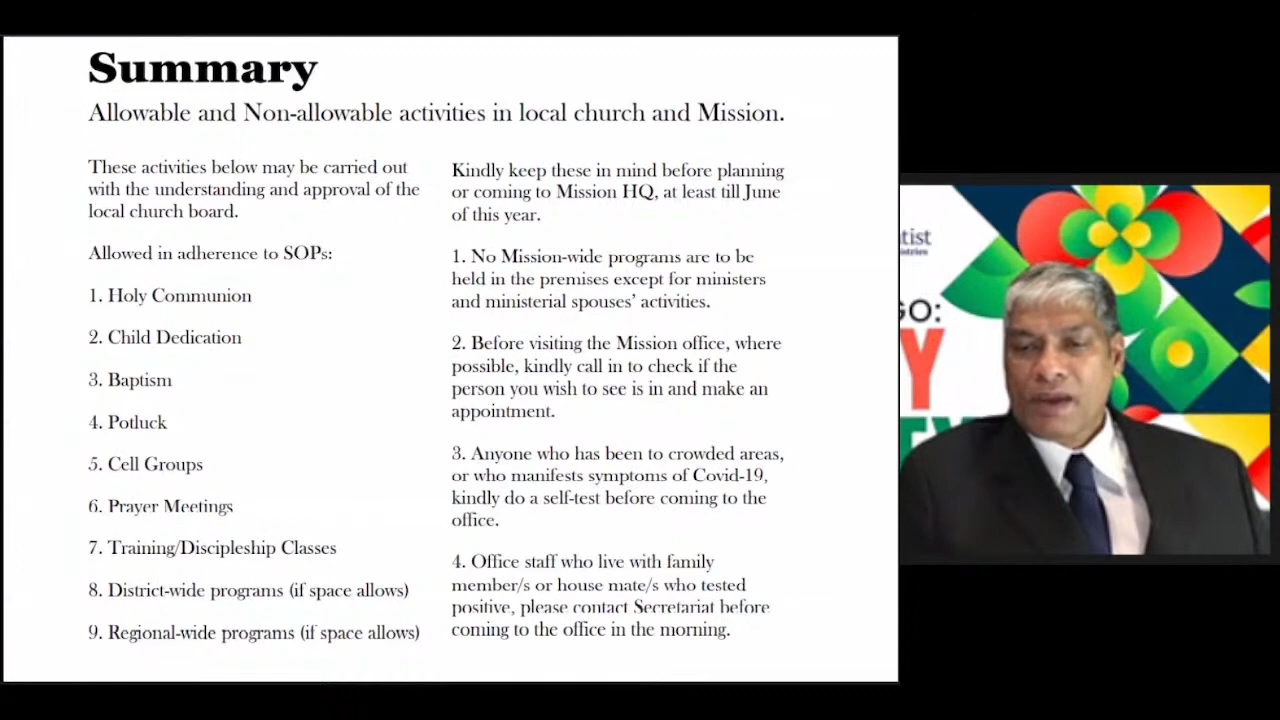 Summary
Allowable and Non-allowable activities in local church and Mission.
These activities below may be carried out
with the understanding and approval of the
local church board.
Allowed in adherence to SOPs:
1. Holy Communion
2. Child Dedication
3. Baptism
4. Potluck
5. Cell Groups
6. Prayer Meetings
7. Training/Discipleship Classes
8. District-wide programs (if space allows)
9. Regional-wide programs (if space allows)
Kindly keep these in mind before planning
or coming to Mission HQ, at least till June
of this year.
1. No Mission-wide programs are to be
held in the premises except for ministers
and ministerial spouses’ activities.
2. Before visiting the Mission office, where
possible, kindly call in to check if the
person you wish to see is in and make an
appointment.
3. Anyone who has been to crowded areas,
or who manifests symptoms of Covid-19,
kindly do a self-test before coming to the
office.
4. Office staff who live with family
member/s or house mate/s who tested
positive, please contact Secretariat before
coming to the office in the morning.
tist
GO:
Y